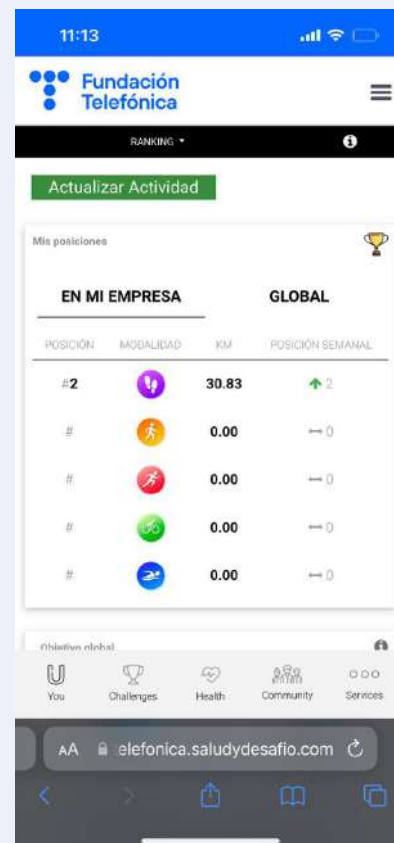 11:13
Fundación
Telefónica
RANKING
Actualizar Actividad
Mis posiciones
EN MI EMPRESA GLOBAL
POSICIÓN MODALIDAD KM POSICIÓN SEMANAL
#2 30.83 2
# 0.00 0
# 0.00 0
# 0.00 0
# 0.00 0
Objetivo global
You Challenges Health Community Services
AA elefonica.saludydesafio.com